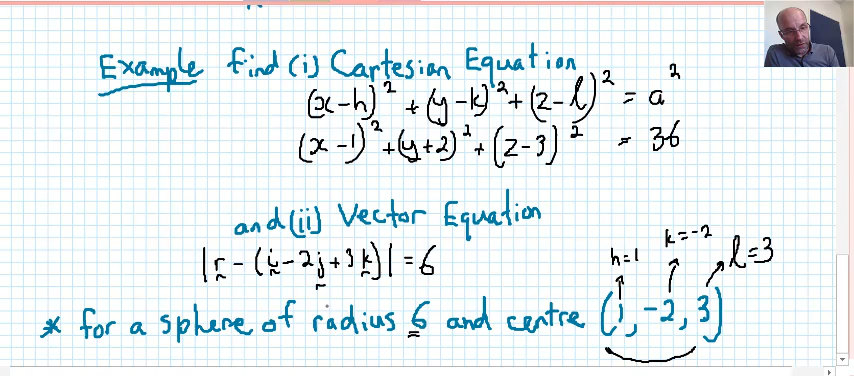 Example Find (i) Cartesian Equation
(x-h)² + (y-k)² + (z-l)² = a²
(x-1)² + (y+2)² + (z-3)² = 36
and (ii) Vector Equation
|r - (i - 2j + 3k)| = 6
h=1 k=-2 l=3
* for a sphere of radius 6 and centre (1, -2, 3)